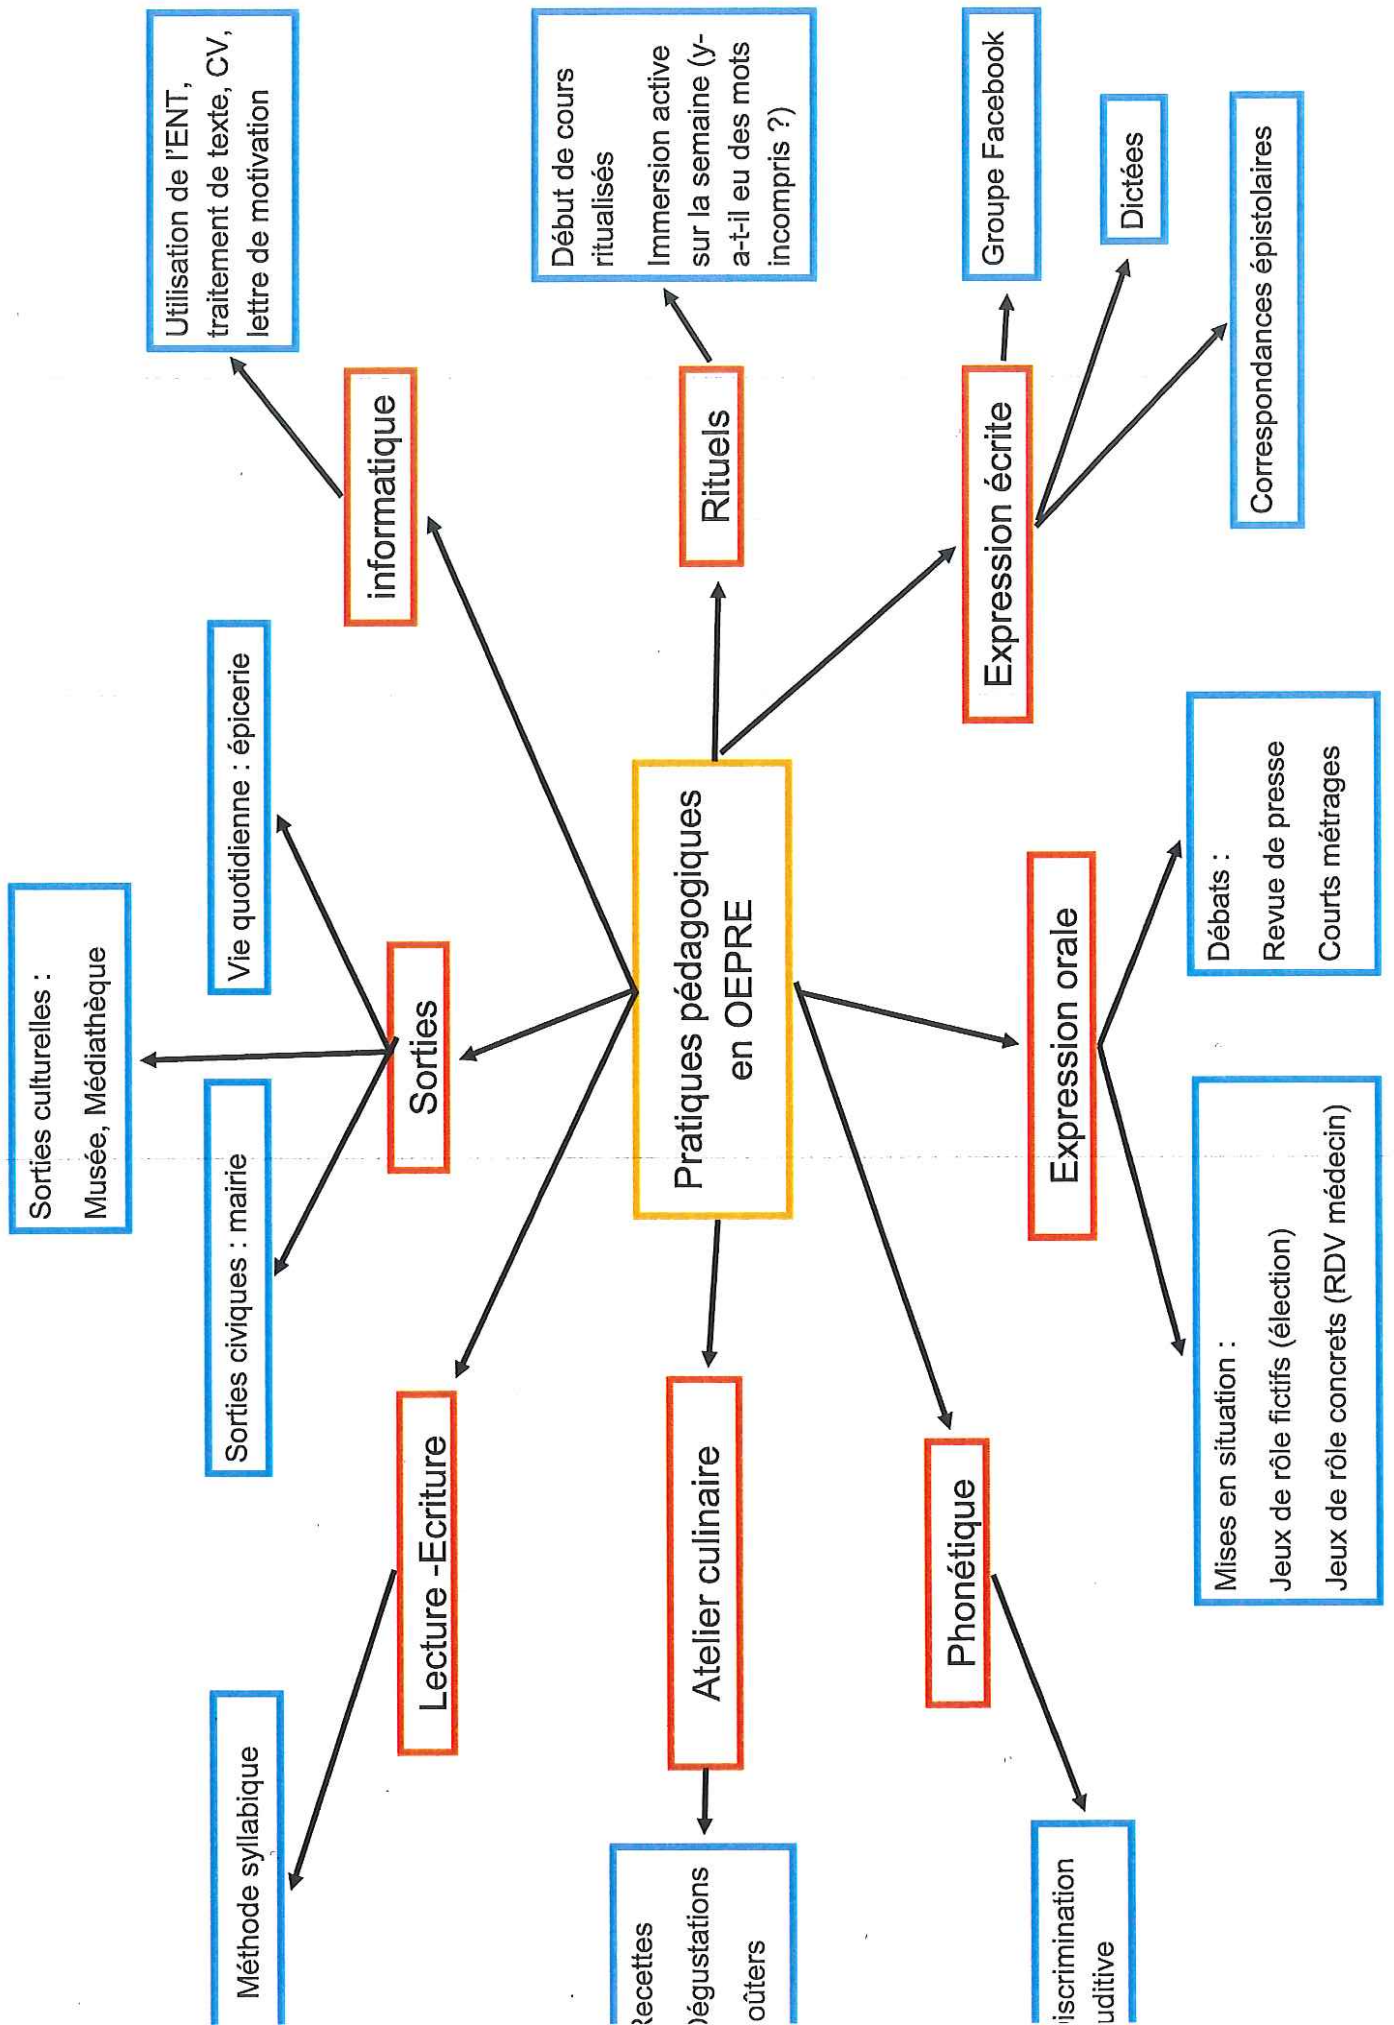 Sorties culturelles :
Musée, Médiathèque
Utilisation de l'ENT,
traitement de texte, CV,
lettre de motivation
Méthode syllabique
Sorties civiques : mairie
Vie quotidienne : épicerie
informatique
Sorties
Lecture -Ecriture
Début de cours
ritualisés
Immersion active
sur la semaine (y-
a-t-il eu des mots
incompris ?)
Recettes
Dégustations
oûters
Atelier culinaire
Pratiques pédagogiques
en OEPRE
Rituels
Phonétique
Expression écrite
Groupe Facebook
iscrimination
uditive
Expression orale
Dictées
Mises en situation :
Jeux de rôle fictifs (élection)
Jeux de rôle concrets (RDV médecin)
Débats :
Revue de presse
Courts métrages
Correspondances épistolaires